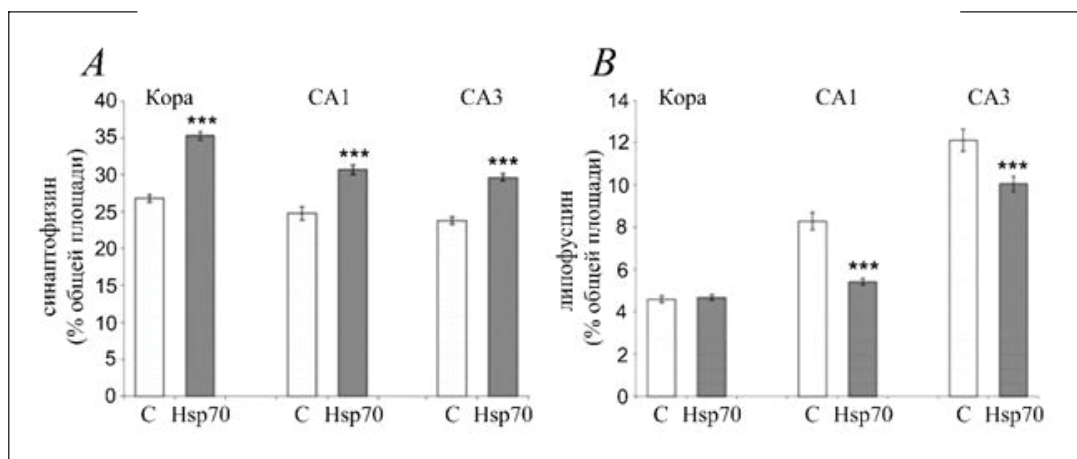 A
Кора
CA1
CA3
синаптофизин
(% общей площади)
40
35
30
25
20
15
10
5
0
***
***
***
C Hsp70
C Hsp70
C Hsp70
B
Кора
CA1
CA3
липофусцин
(% общей площади)
14
12
10
8
6
4
2
0
***
***
C Hsp70
C Hsp70
C Hsp70